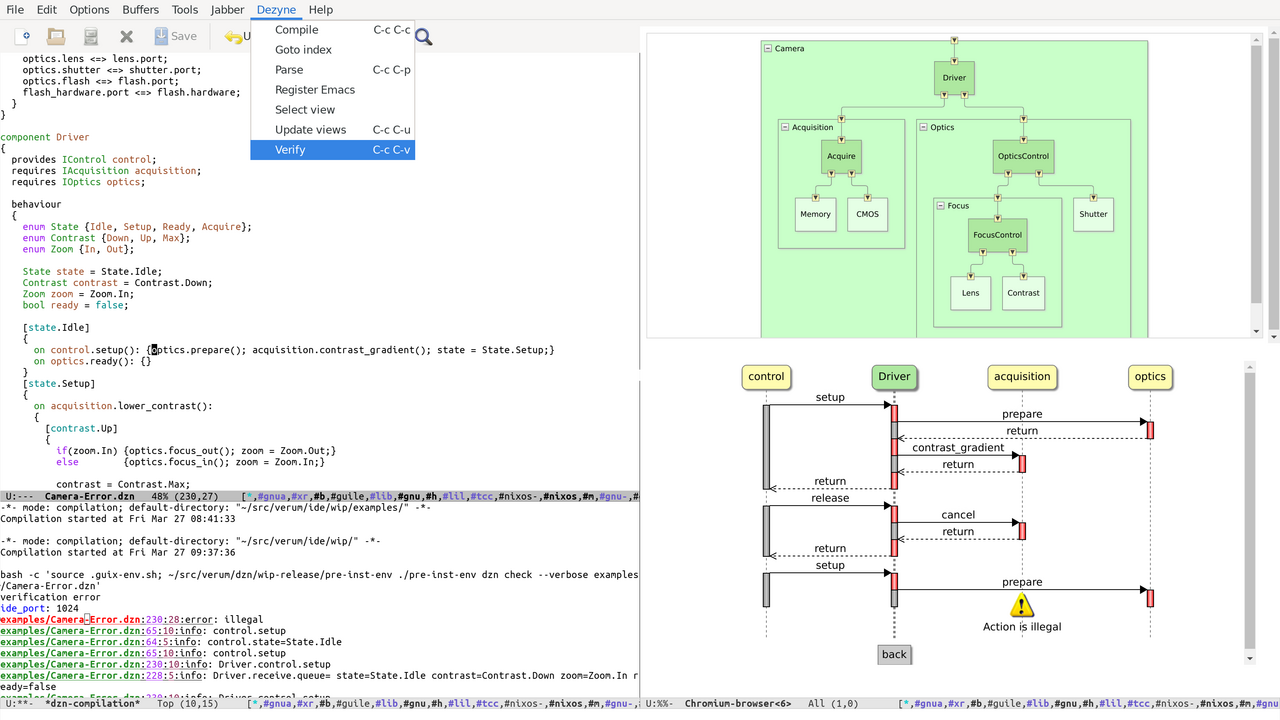 File Edit Options Buffers Tools Jabber Dezyne Help
Save
Compile C-c C-c
Goto index
Parse C-c C-p
Register Emacs
Select view
Update views C-c C-u
Verify C-c C-v
optics.lens <=> lens.port;
optics.shutter <=> shutter.port;
optics.flash <=> flash.port;
flash_hardware.port <=> flash.hardware;
}
}
component Driver
{
provides IControl control;
requires IAcquisition acquisition;
requires IOptics optics;
behaviour
{
enum State {Idle, Setup, Ready, Acquire};
enum Contrast {Down, Up, Max};
enum Zoom {In, Out};
State state = State.Idle;
Contrast contrast = Contrast.Down;
Zoom zoom = Zoom.In;
bool ready = false;
[state.Idle]
{
on control.setup(): {optics.prepare(); acquisition.contrast_gradient(); state = State.Setup;}
on optics.ready(): {}
}
[state.Setup]
{
on acquisition.lower_contrast():
{
[contrast.Up]
{
if(zoom.In) {optics.focus_out(); zoom = Zoom.Out;}
else {optics.focus_in(); zoom = Zoom.In;}
contrast = Contrast.Max;
U:--- Camera-Error.dzn 48% (230,27) [*,#gnua,#xr,#b,#guile,#lib,#gnu,#h,#lil,#tcc,#nixos-,#nixos,#m,#gnu-,#
-*- mode: compilation; default-directory: "~/src/verum/ide/wip/examples/" -*-
Compilation started at Fri Mar 27 08:41:33
-*- mode: compilation; default-directory: "~/src/verum/ide/wip/" -*-
Compilation started at Fri Mar 27 09:37:36
bash -c 'source .guix-env.sh; ~/src/verum/dzn/wip-release/pre-inst-env ./pre-inst-env dzn check --verbose examples
/Camera-Error.dzn'
verification error
ide_port: 1024
examples/Camera-Error.dzn:230:28:error: illegal
examples/Camera-Error.dzn:65:10:info: control.setup
examples/Camera-Error.dzn:64:5:info: control.state=State.Idle
examples/Camera-Error.dzn:65:10:info: control.setup
examples/Camera-Error.dzn:230:10:info: Driver.control.setup
examples/Camera-Error.dzn:228:5:info: Driver.receive.queue= state=State.Idle contrast=Contrast.Down zoom=Zoom.In r
eady=false
U:**- *dzn-compilation* Top (10,15) [*,#gnua,#xr,#b,#guile,#lib,#gnu,#h,#lil,#tcc,#nixos-,#nixos,#m,#gnu-,
Camera
Driver
Acquisition
Optics
Acquire
OpticsControl
Memory
CMOS
Focus
Shutter
FocusControl
Lens
Contrast
control
Driver
acquisition
optics
setup
prepare
return
contrast_gradient
return
return
release
cancel
return
return
setup
prepare
Action is illegal
back
U:%%- Chromium-browser<6> All (1,0) [*,#gnua,#xr,#b,#guile,#lib,#gnu,#h,#lil,#tcc,#nixos-,#nixos,#m,#gnu